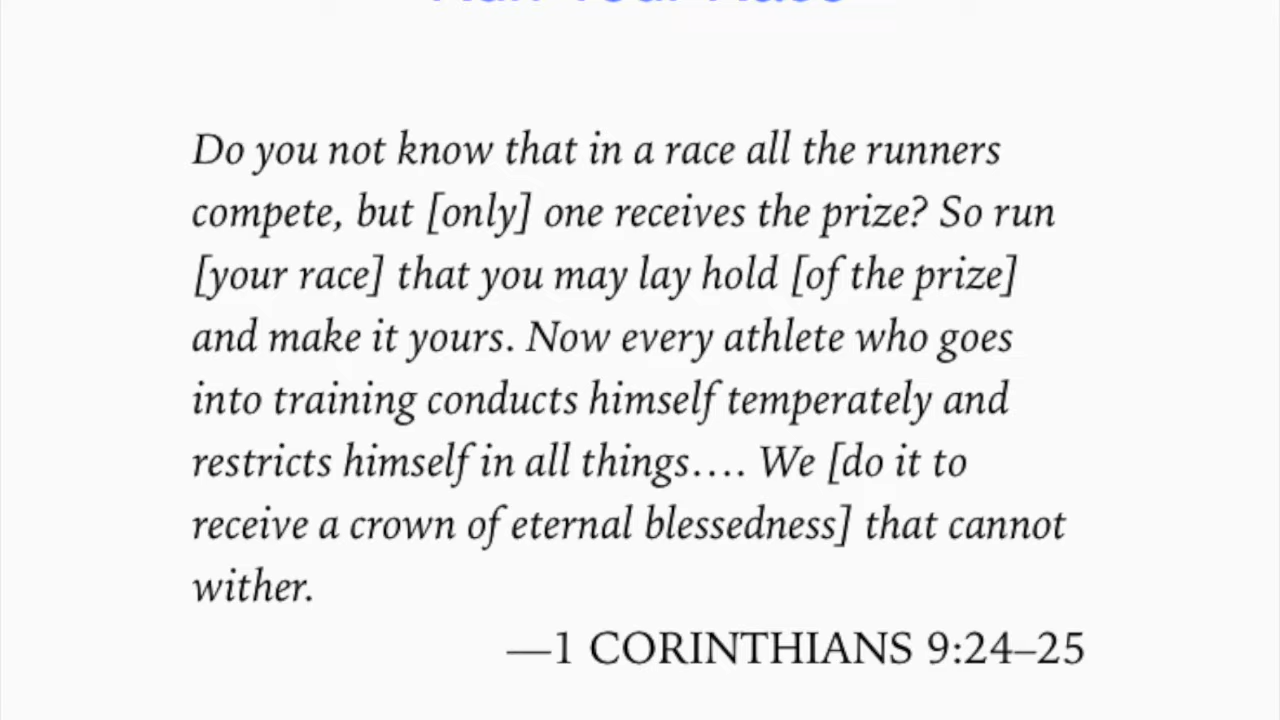 Run Your Race
Do you not know that in a race all the runners
compete, but [only] one receives the prize? So run
[your race] that you may lay hold [of the prize]
and make it yours. Now every athlete who goes
into training conducts himself temperately and
restricts himself in all things.... We [do it to
receive a crown of eternal blessedness] that cannot
wither.
—1 CORINTHIANS 9:24–25